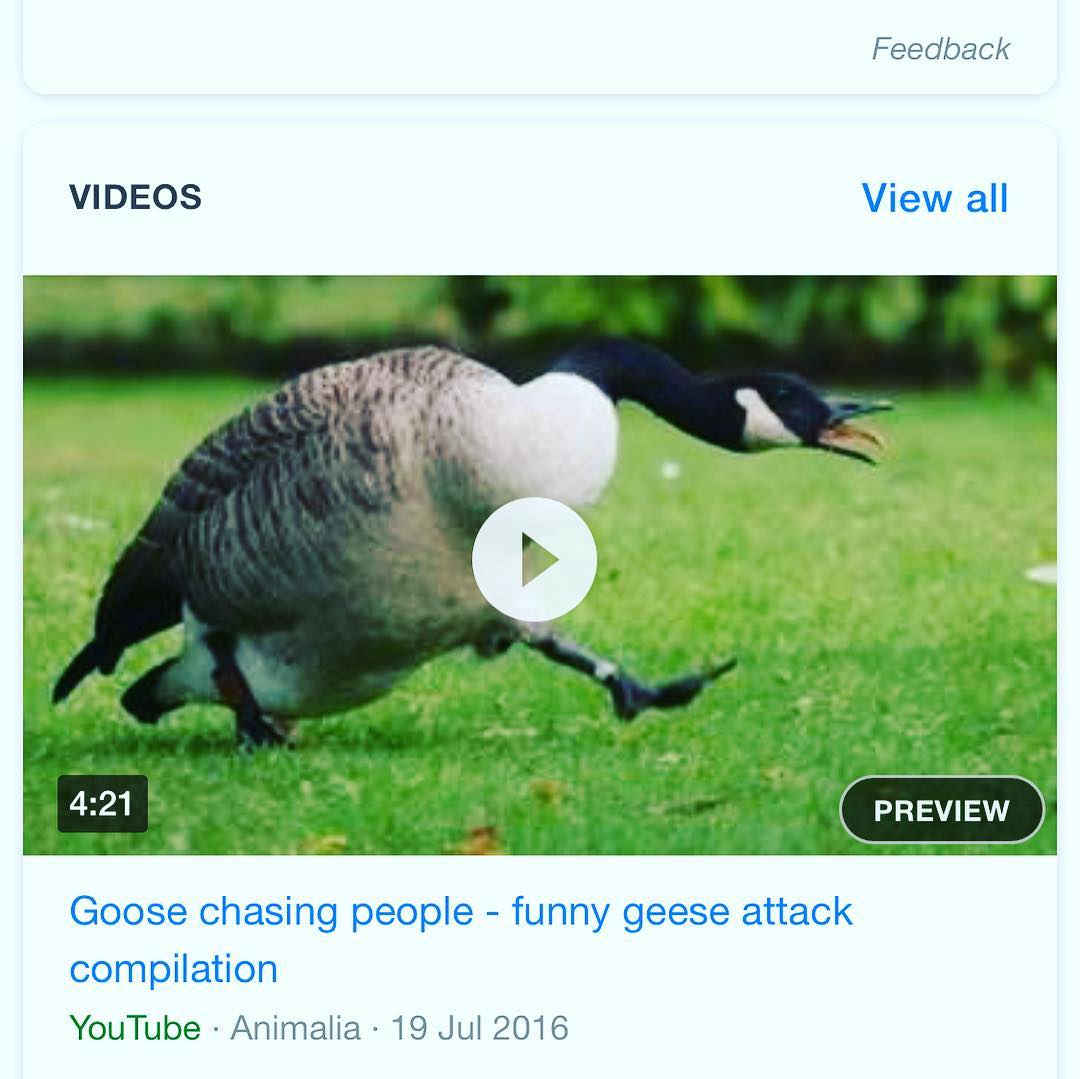 Feedback
VIDEOS
View all
4:21
PREVIEW
Goose chasing people - funny geese attack
compilation
YouTube · Animalia · 19 Jul 2016